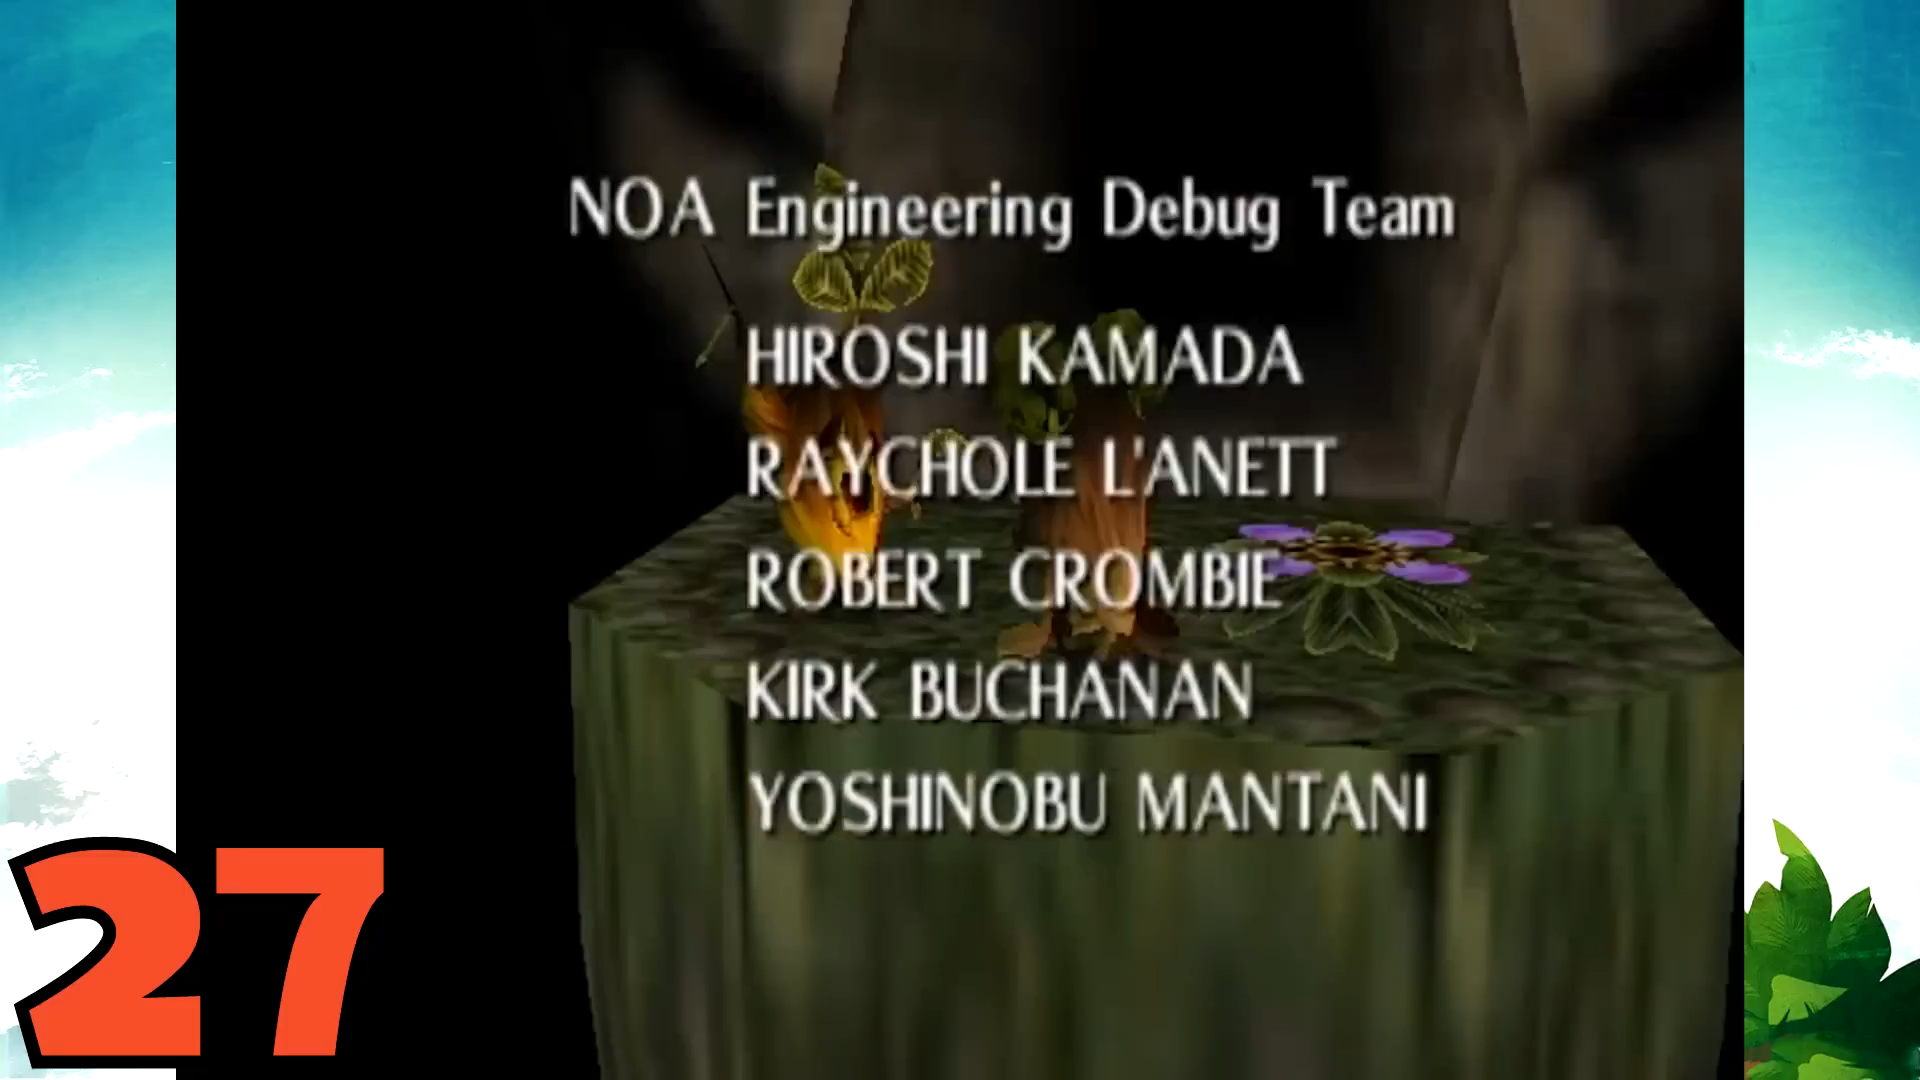 NOA Engineering Debug Team
HIROSHI KAMADA
RAYCHOLE L'ANETT
ROBERT CROMBIE
KIRK BUCHANAN
YOSHINOBU MANTANI
27